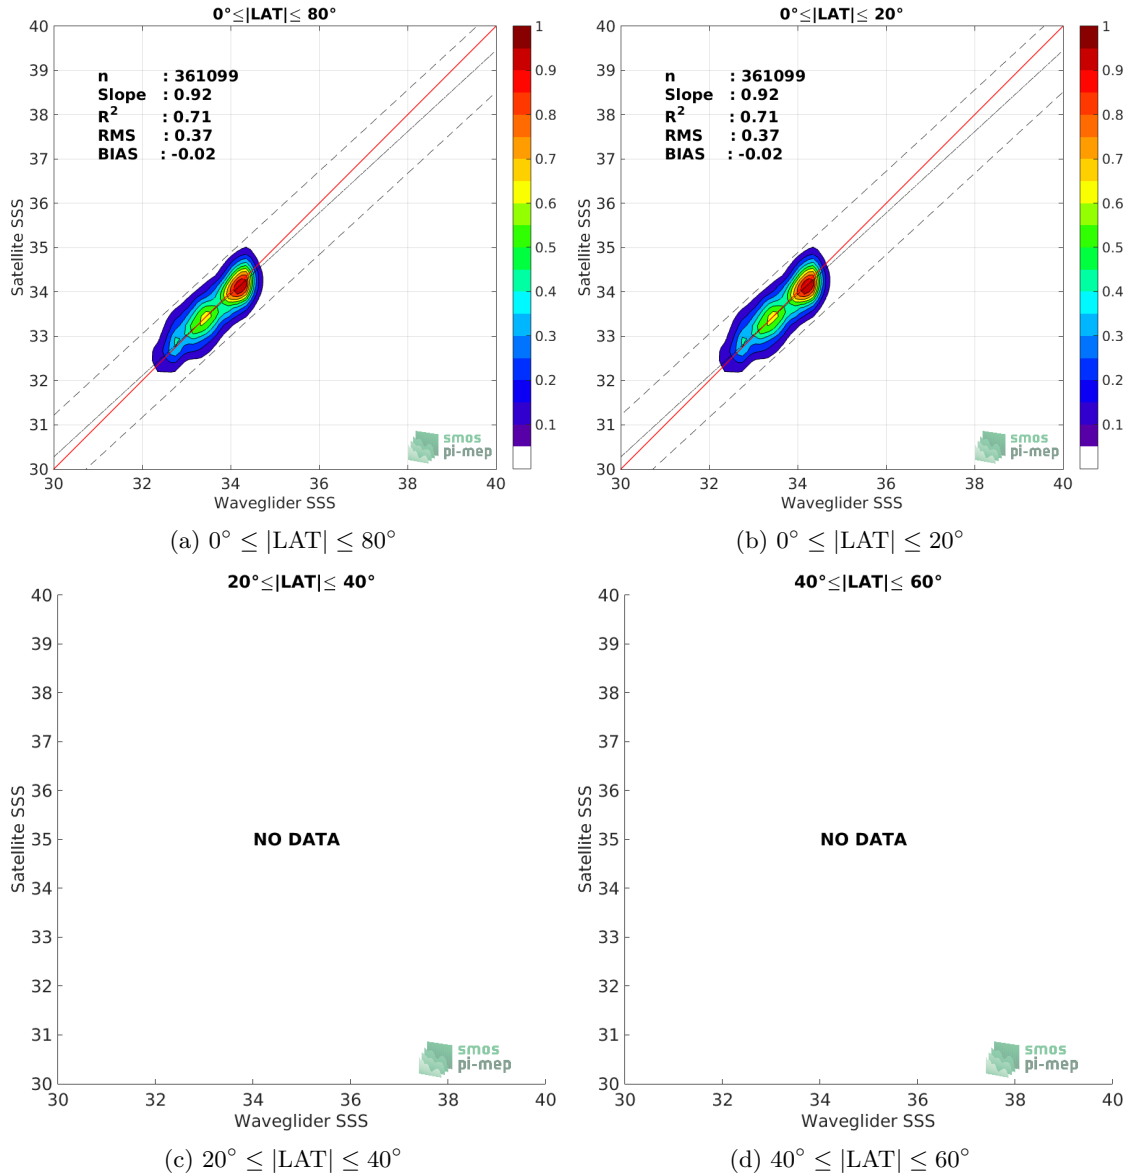 0°≤|LAT|≤ 80°
40
39
38
37
36
35
34
33
32
31
30
Satellite SSS
n : 361099
Slope : 0.92
R² : 0.71
RMS : 0.37
BIAS : -0.02
smos
pi-mep
30 32 34 36 38 40
Waveglider SSS
1
0.9
0.8
0.7
0.6
0.5
0.4
0.3
0.2
0.1
(a) 0° ≤ |LAT| ≤ 80°
0°≤|LAT|≤ 20°
40
39
38
37
36
35
34
33
32
31
30
Satellite SSS
n : 361099
Slope : 0.92
R² : 0.71
RMS : 0.37
BIAS : -0.02
smos
pi-mep
30 32 34 36 38 40
Waveglider SSS
1
0.9
0.8
0.7
0.6
0.5
0.4
0.3
0.2
0.1
(b) 0° ≤ |LAT| ≤ 20°
20°≤|LAT|≤ 40°
40
39
38
37
36
35
34
33
32
31
30
Satellite SSS
NO DATA
smos
pi-mep
30 32 34 36 38 40
Waveglider SSS
(c) 20° ≤ |LAT| ≤ 40°
40°≤|LAT|≤ 60°
40
39
38
37
36
35
34
33
32
31
30
Satellite SSS
NO DATA
smos
pi-mep
30 32 34 36 38 40
Waveglider SSS
(d) 40° ≤ |LAT| ≤ 60°